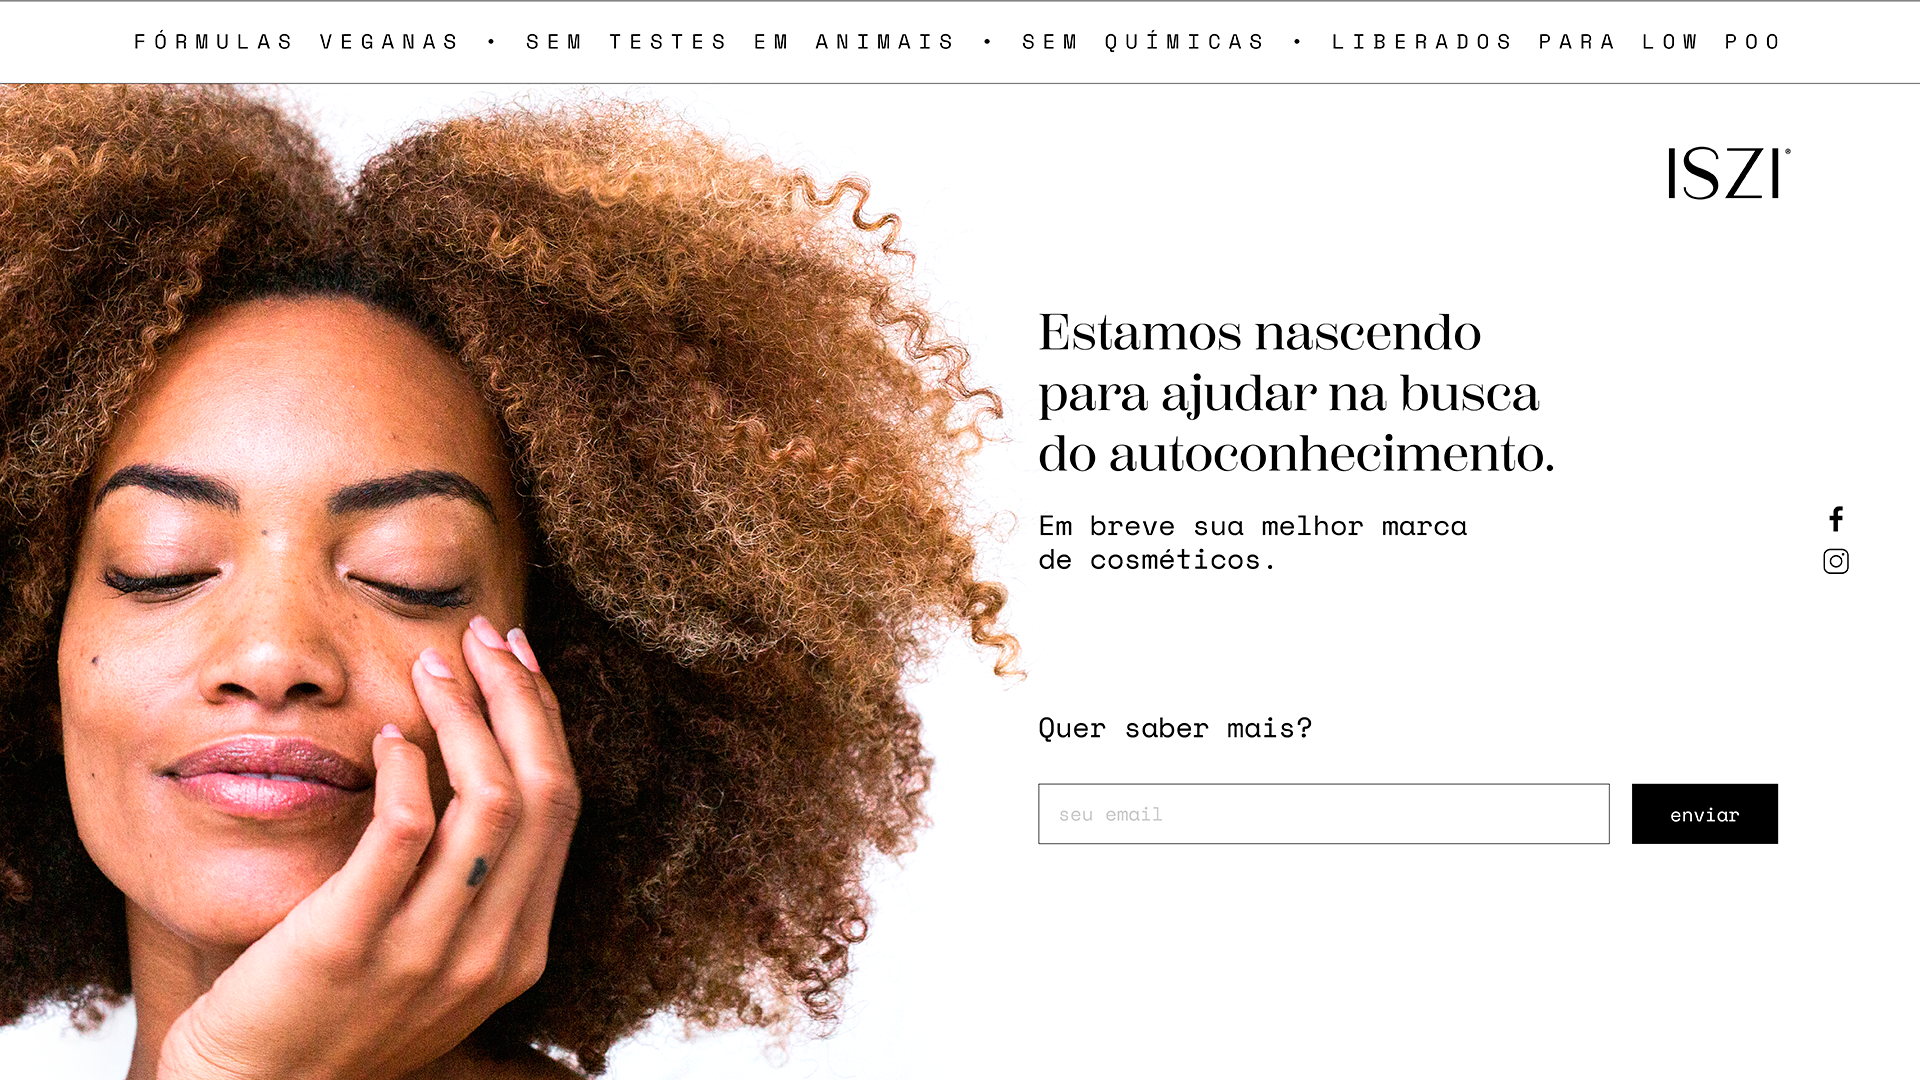 FÓRMULAS VEGANAS • SEM TESTES EM ANIMAIS • SEM QUÍMICAS • LIBERADOS PARA LOW POO
ISZI®
Estamos nascendo
para ajudar na busca
do autoconhecimento.
Em breve sua melhor marca
de cosméticos.
Quer saber mais?
seu email
enviar